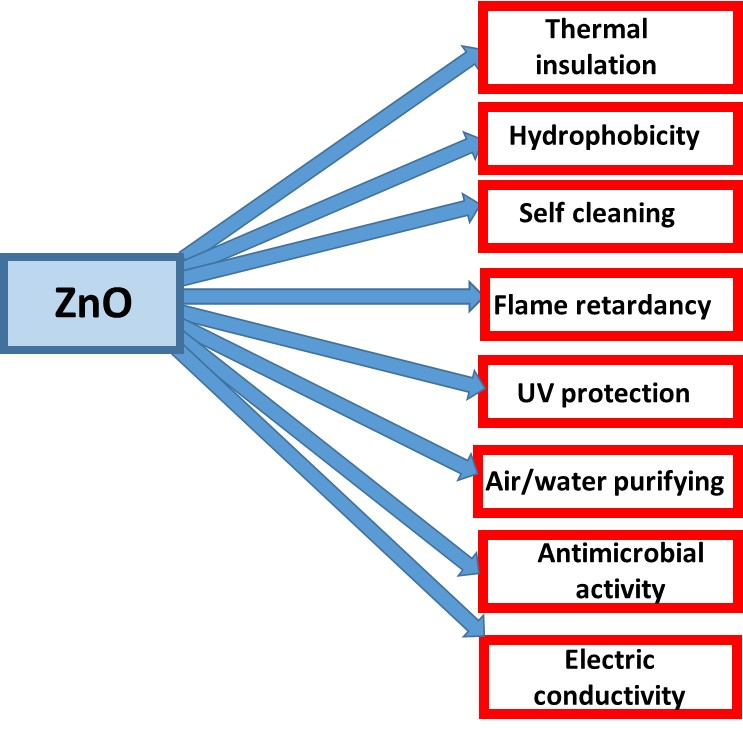 Thermal
insulation
Hydrophobicity
Self cleaning
ZnO
Flame retardancy
UV protection
Air/water purifying
Antimicrobial
activity
Electric
conductivity